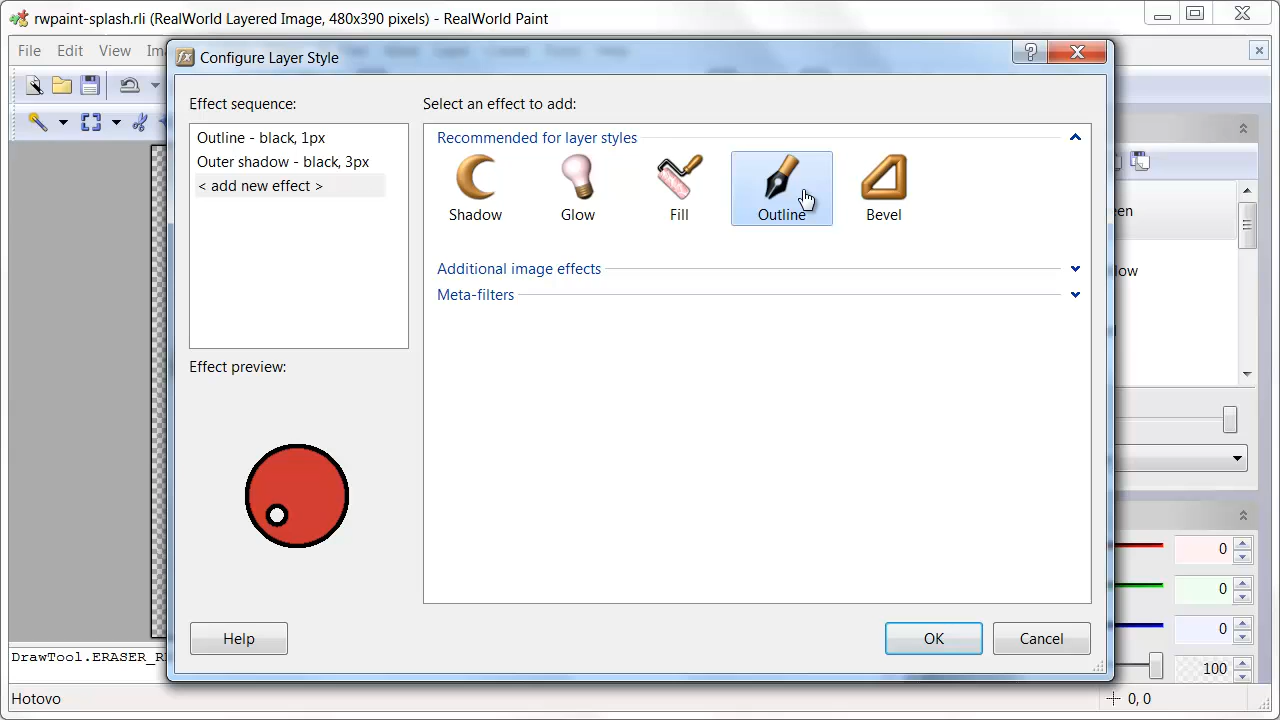 rwpaint-splash.rli (RealWorld Layered Image, 480x390 pixels) - RealWorld Paint
File Edit View
Configure Layer Style
Effect sequence:
Select an effect to add:
Outline - black, 1px
Outer shadow - black, 3px
< add new effect >
Recommended for layer styles
Shadow Glow Fill Outline Bevel
Additional image effects
Meta-filters
Effect preview:
Help OK Cancel
0
0
0
100
DrawTool.ERASER_R
Hotovo
0, 0